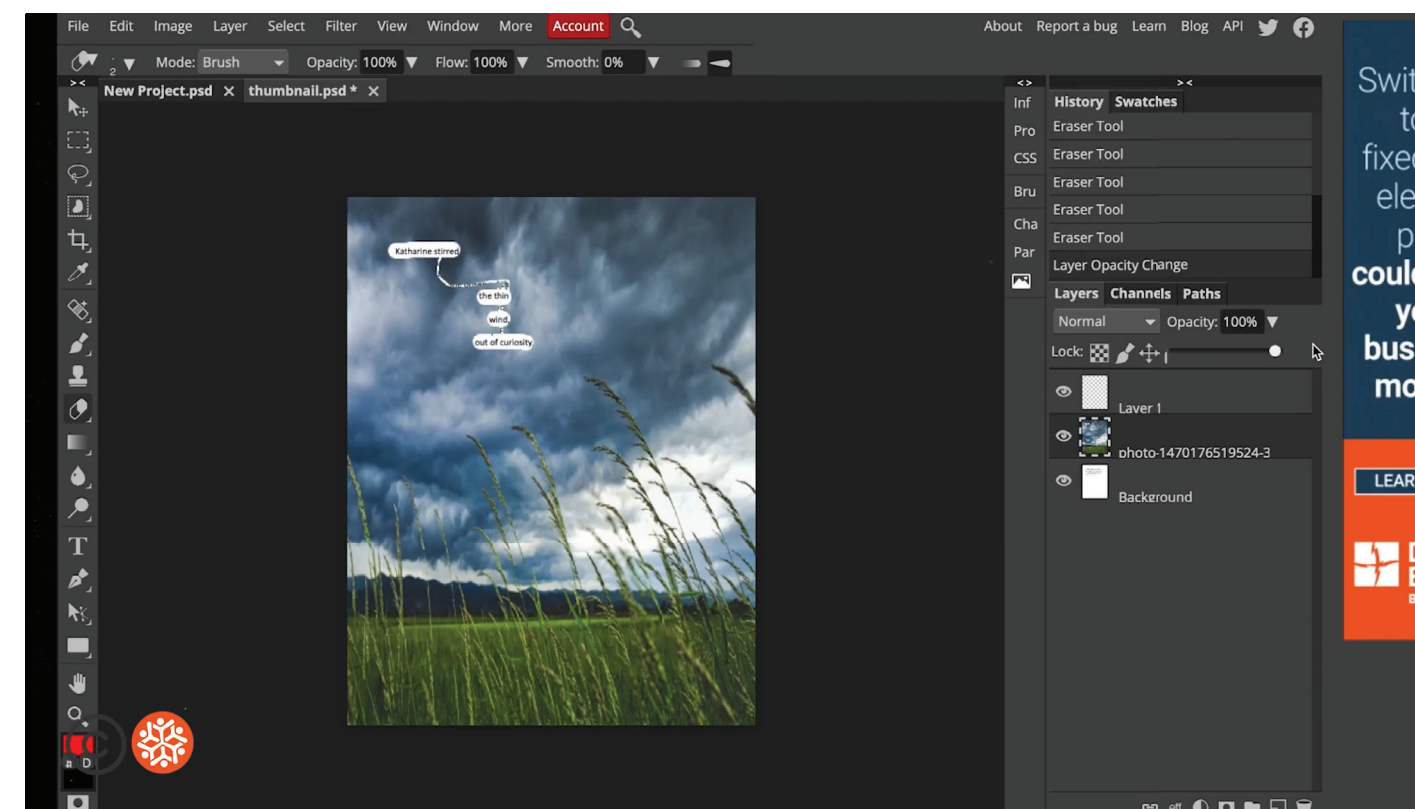 File Edit Image Layer Select Filter View Window More Account
About Report a bug Learn Blog API
2 Mode: Brush Opacity: 100% Flow: 100% Smooth: 0%
New Project.psd thumbnail.psd *
Inf
Pro
CSS
Bru
Cha
Par
History Swatches
Eraser Tool
Eraser Tool
Eraser Tool
Eraser Tool
Eraser Tool
Layer Opacity Change
Layers Channels Paths
Normal Opacity: 100%
Lock:
Layer 1
photo-1470176519524-3
Background
Katharine stirred,
the thin
wind,
out of curiosity,
T
D
Swit
to
fixed
ele
p
could
yo
bus
mo
LEAR